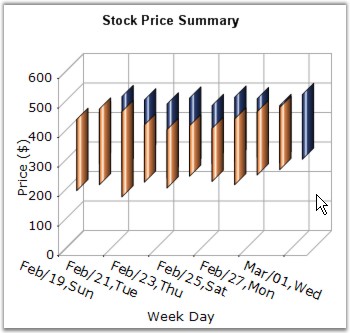 Stock Price Summary
600
500
400
300
200
100
0
Price ($)
Feb/19,Sun
Feb/21,Tue
Feb/23,Thu
Feb/25,Sat
Feb/27,Mon
Mar/01,Wed
Week Day